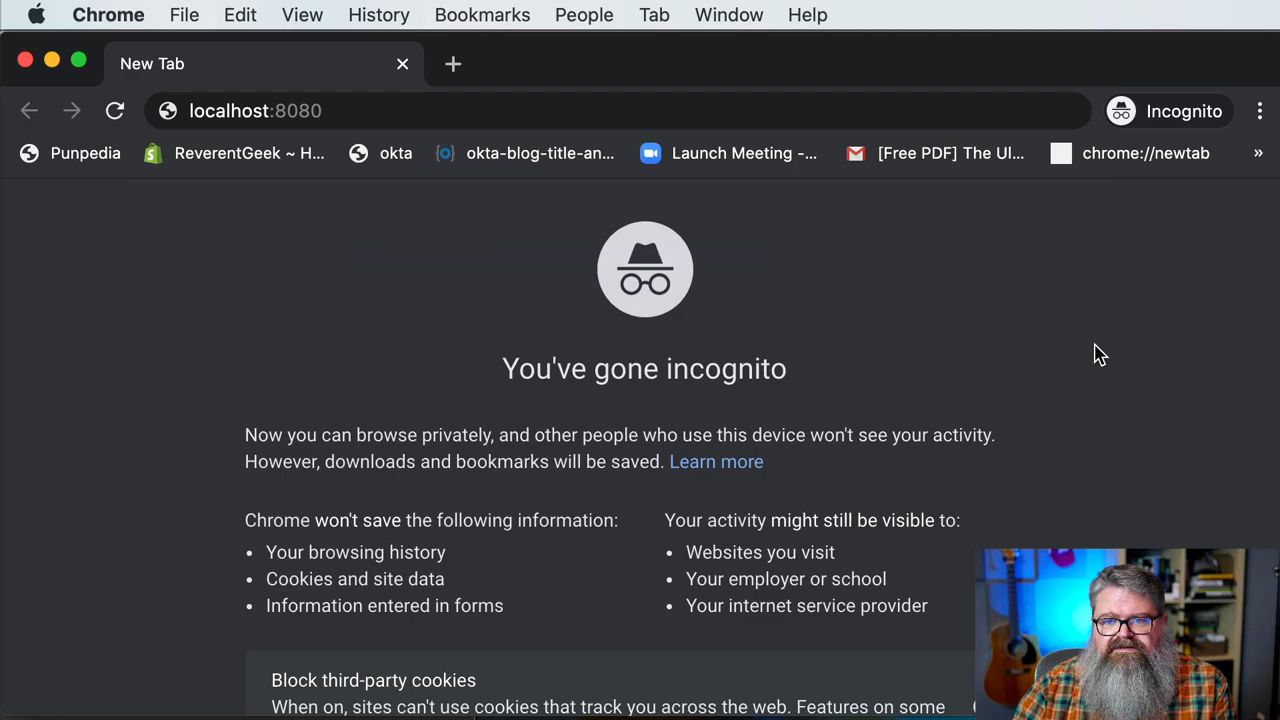 Chrome File Edit View History Bookmarks People Tab Window Help
New Tab
localhost:8080 Incognito
Punpedia ReverentGeek ~ H... okta okta-blog-title-an... Launch Meeting -... [Free PDF] The Ul... chrome://newtab »
You've gone incognito
Now you can browse privately, and other people who use this device won't see your activity.
However, downloads and bookmarks will be saved. Learn more
Chrome won't save the following information:
• Your browsing history
• Cookies and site data
• Information entered in forms
Your activity might still be visible to:
• Websites you visit
• Your employer or school
• Your internet service provider
Block third-party cookies
When on, sites can't use cookies that track you across the web. Features on some